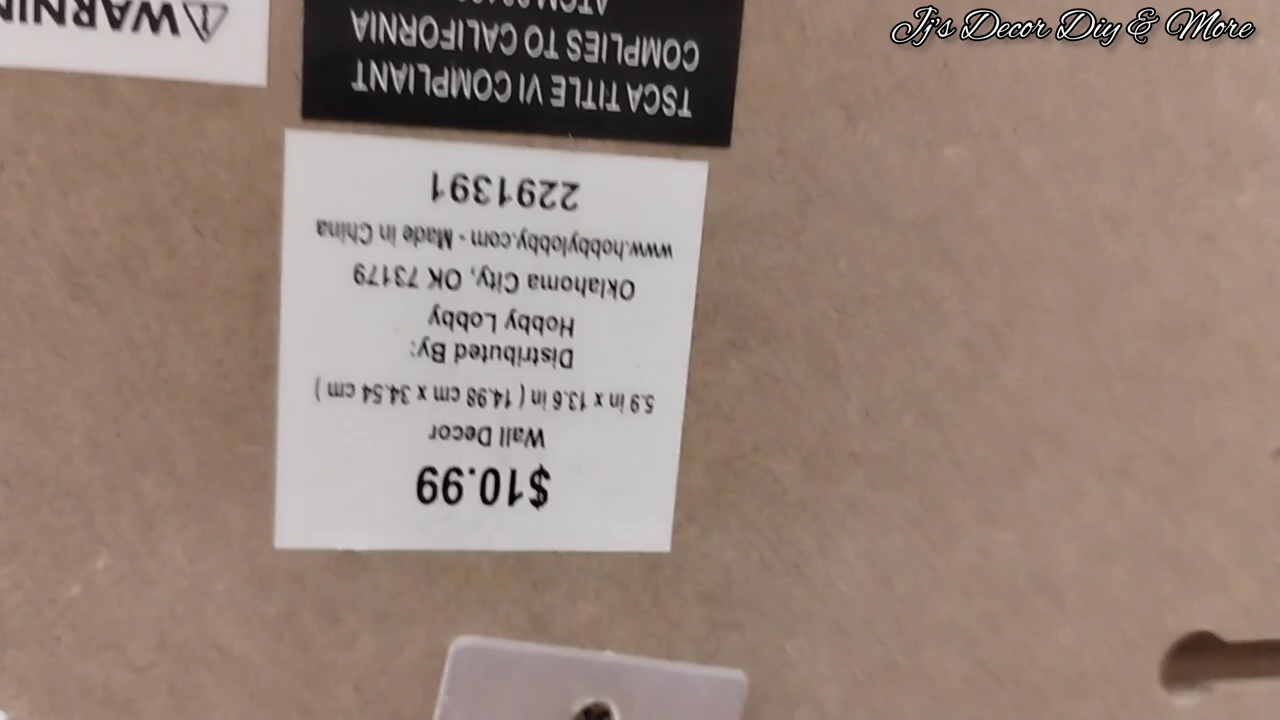 Jj's Decor Diy & More
$10.99
Wall Decor
5.9 in x 13.6 in ( 14.98 cm x 34.54 cm )
Distributed By:
Hobby Lobby
Oklahoma City, OK 73179
www.hobbylobby.com - Made in China
2291391
TSCA TITLE VI COMPLIANT
COMPLIES TO CALIFORNIA